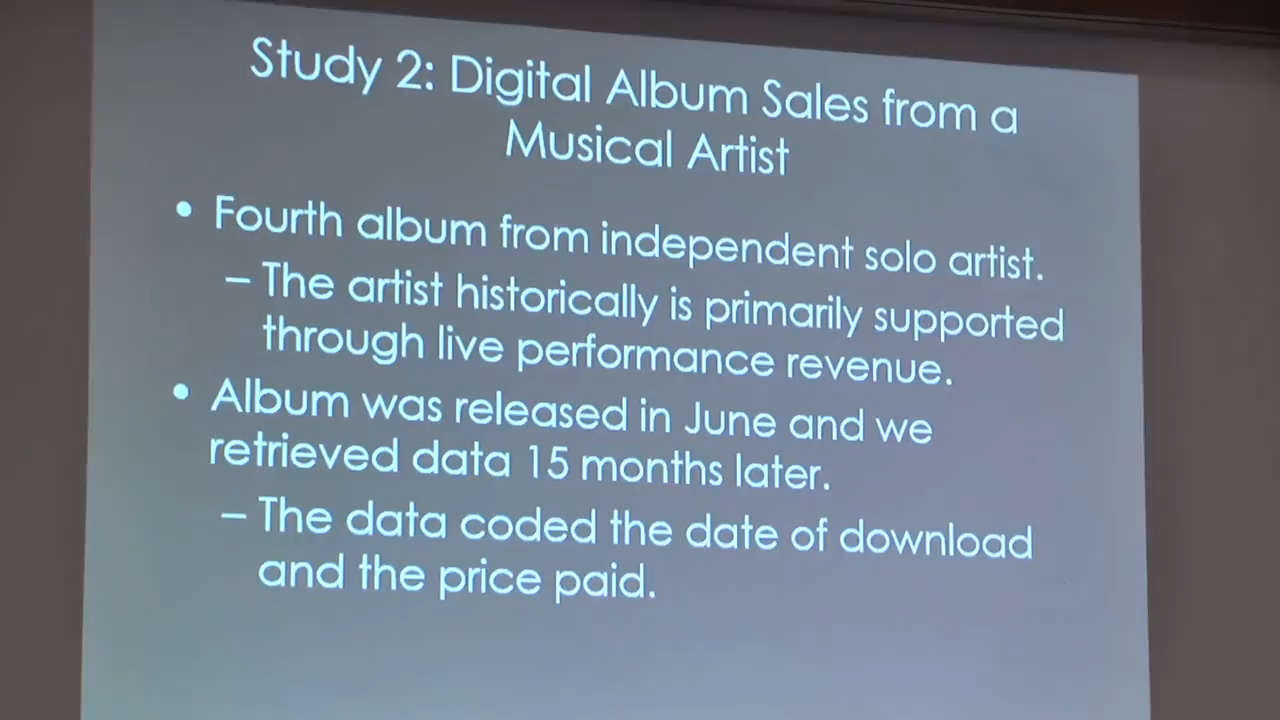 Study 2: Digital Album Sales from a
Musical Artist
• Fourth album from independent solo artist.
– The artist historically is primarily supported
through live performance revenue.
• Album was released in June and we
retrieved data 15 months later.
– The data coded the date of download
and the price paid.